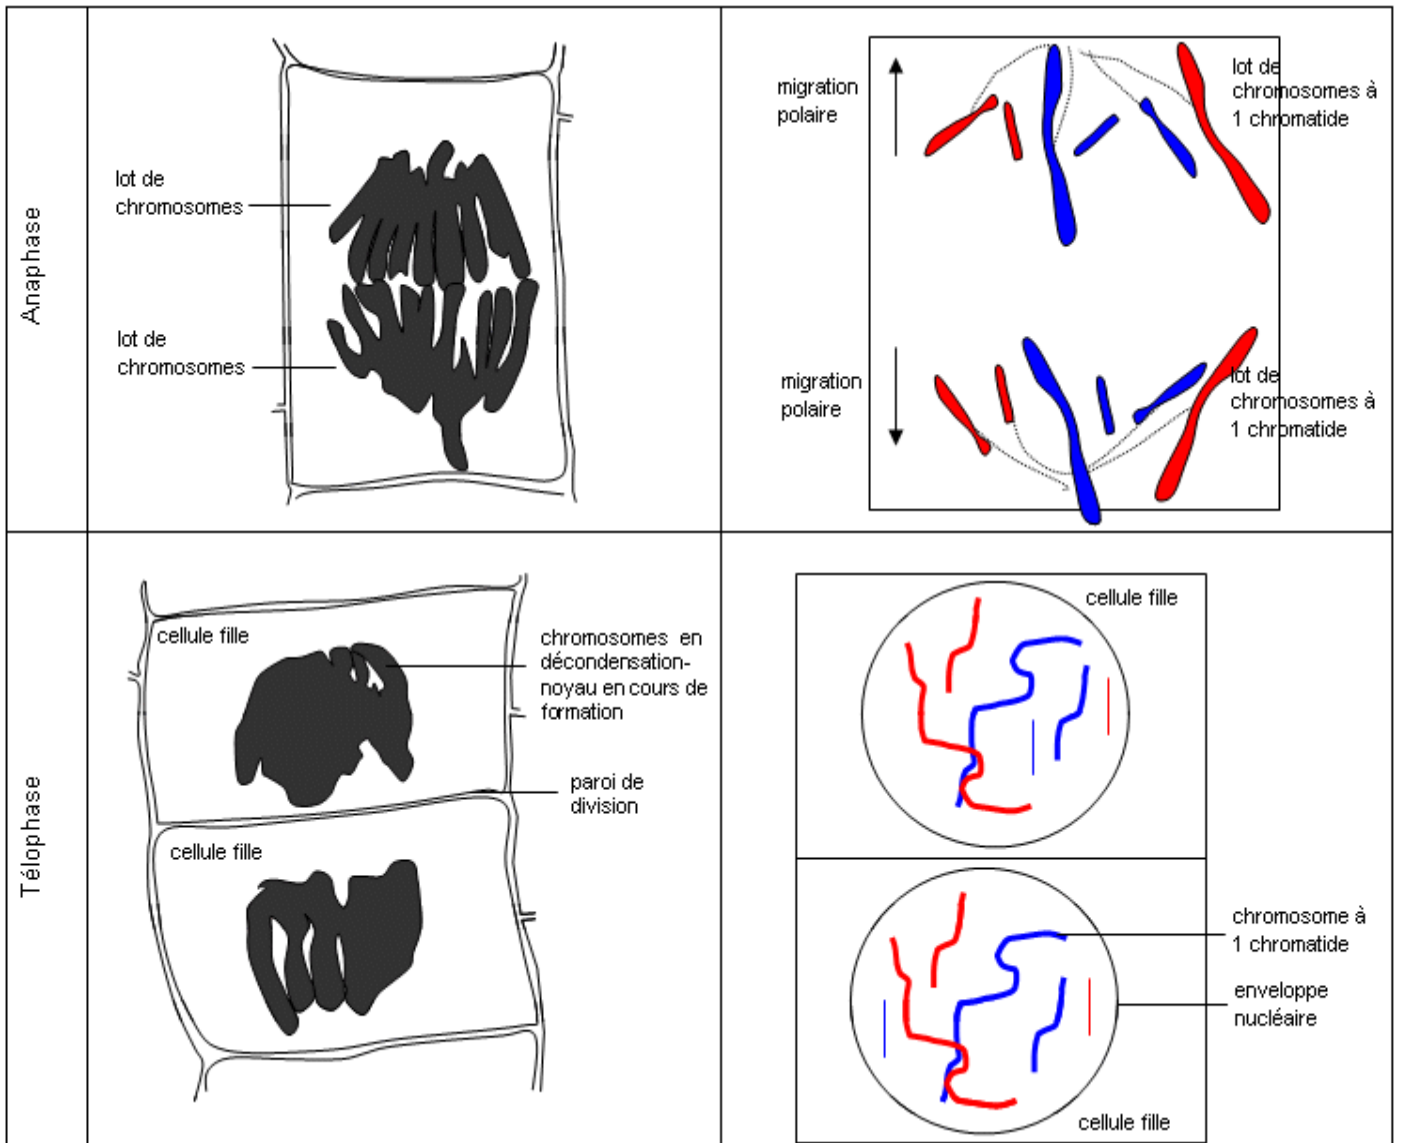 Anaphase
lot de
chromosomes
lot de
chromosomes
migration
polaire
lot de
chromosomes à
1 chromatide
migration
polaire
lot de
chromosomes à
1 chromatide
Télophase
cellule fille
chromosomes en
décondensation-
noyau en cours de
formation
paroi de
division
cellule fille
cellule fille
chromosome à
1 chromatide
enveloppe
nucléaire
cellule fille